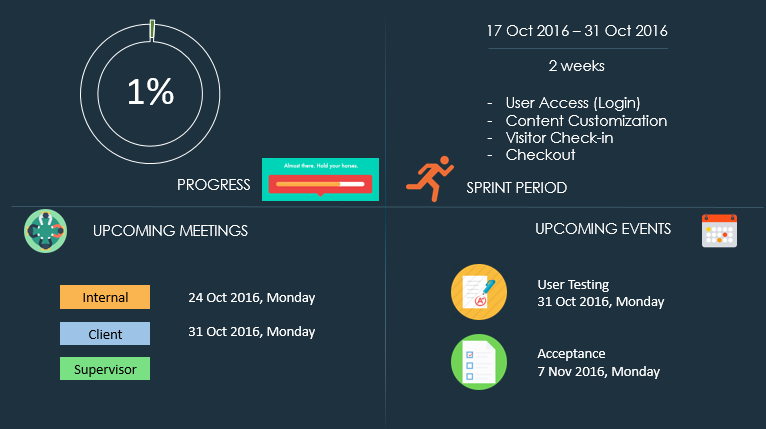 1%
PROGRESS
Almost there. Hold your horses.
17 Oct 2016 – 31 Oct 2016
2 weeks
- User Access (Login)
- Content Customization
- Visitor Check-in
- Checkout
SPRINT PERIOD
UPCOMING MEETINGS
Internal 24 Oct 2016, Monday
Client 31 Oct 2016, Monday
Supervisor
UPCOMING EVENTS
User Testing
31 Oct 2016, Monday
Acceptance
7 Nov 2016, Monday